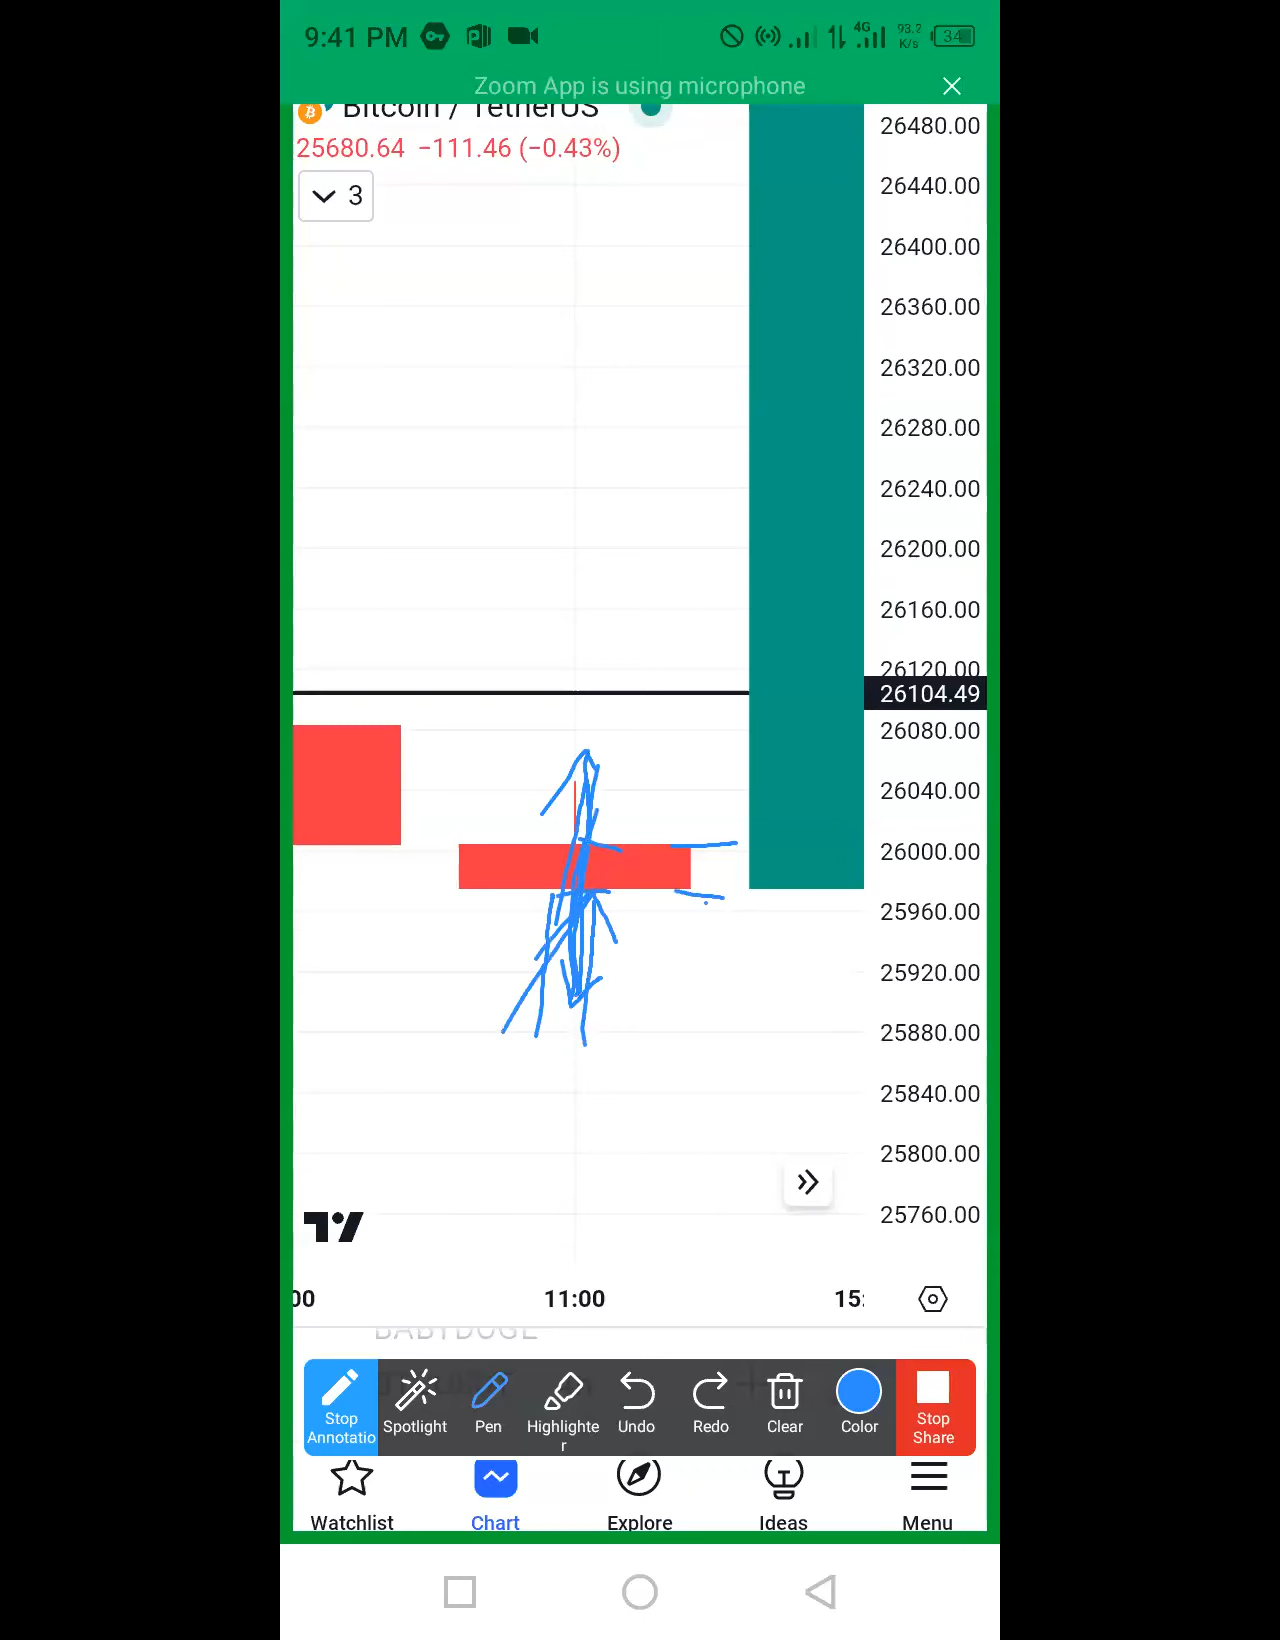 9:41 PM 4G 93.? K/s 34
Zoom App is using microphone
Bitcoin / TetherUS
25680.64 −111.46 (−0.43%)
3
26480.00
26440.00
26400.00
26360.00
26320.00
26280.00
26240.00
26200.00
26160.00
26120.00
26104.49
26080.00
26040.00
26000.00
25960.00
25920.00
25880.00
25840.00
25800.00
25760.00
00 11:00 15:
BABYDOGE
Stop Annotatio
Spotlight
Pen
Highlighte
r
Undo
Redo
Clear
Color
Stop Share
Watchlist Chart Explore Ideas Menu